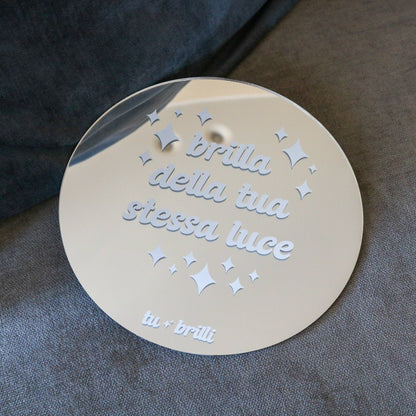 brilla
della tua
stessa luce
tu brilli